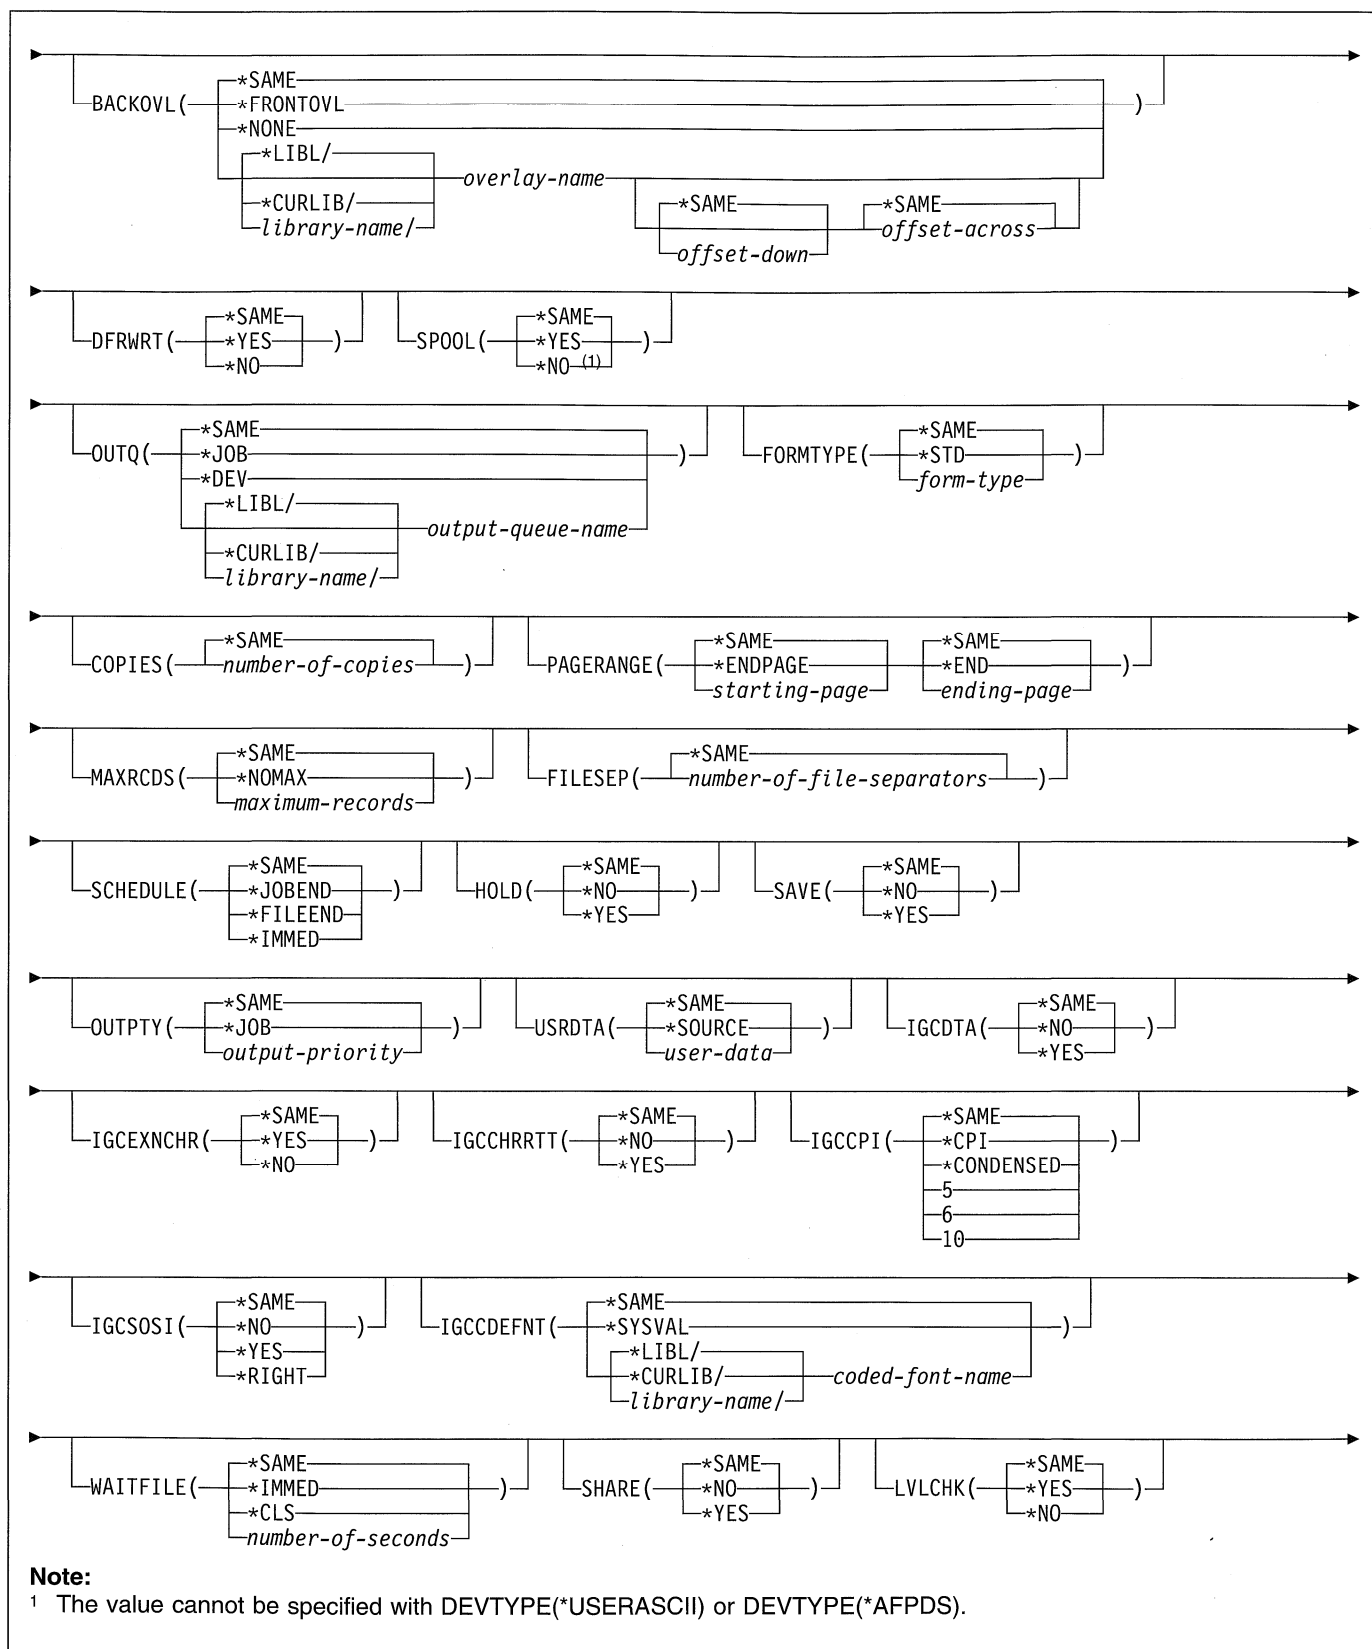 *SAME
BACKOVL( *FRONTOVL )
*NONE
*LIBL/
overlay-name
*CURLIB/ *SAME *SAME
library-name/ offset-across
offset-down
*SAME *SAME
DFRWRT( *YES ) SPOOL( *YES )
*NO *NO (1)
*SAME *SAME
OUTQ( *JOB ) FORMTYPE( *STD )
*DEV form-type
*LIBL/
output-queue-name
*CURLIB/
library-name/
*SAME *SAME *SAME
COPIES( number-of-copies ) PAGERANGE( *ENDPAGE *END )
starting-page ending-page
*SAME *SAME
MAXRCDS( *NOMAX ) FILESEP( number-of-file-separators )
maximum-records
*SAME *SAME *SAME
SCHEDULE( *JOBEND ) HOLD( *NO ) SAVE( *NO )
*FILEEND *YES *YES
*IMMED
*SAME *SAME *SAME
OUTPTY( *JOB ) USRDTA( *SOURCE ) IGCDTA( *NO )
output-priority user-data *YES
*SAME *SAME *SAME
IGCEXNCHR( *YES ) IGCCHRRTT( *NO ) IGCCPI( *CPI )
*NO *YES *CONDENSED
5
6
10
*SAME *SAME
IGCSOSI( *NO ) IGCCDEFNT( *SYSVAL )
*YES *LIBL/
*RIGHT *CURLIB/ coded-font-name
library-name/
*SAME *SAME *SAME
WAITFILE( *IMMED ) SHARE( *NO ) LVLCHK( *YES )
*CLS *YES *NO
number-of-seconds
Note:
1 The value cannot be specified with DEVTYPE(*USERASCII) or DEVTYPE(*AFPDS).